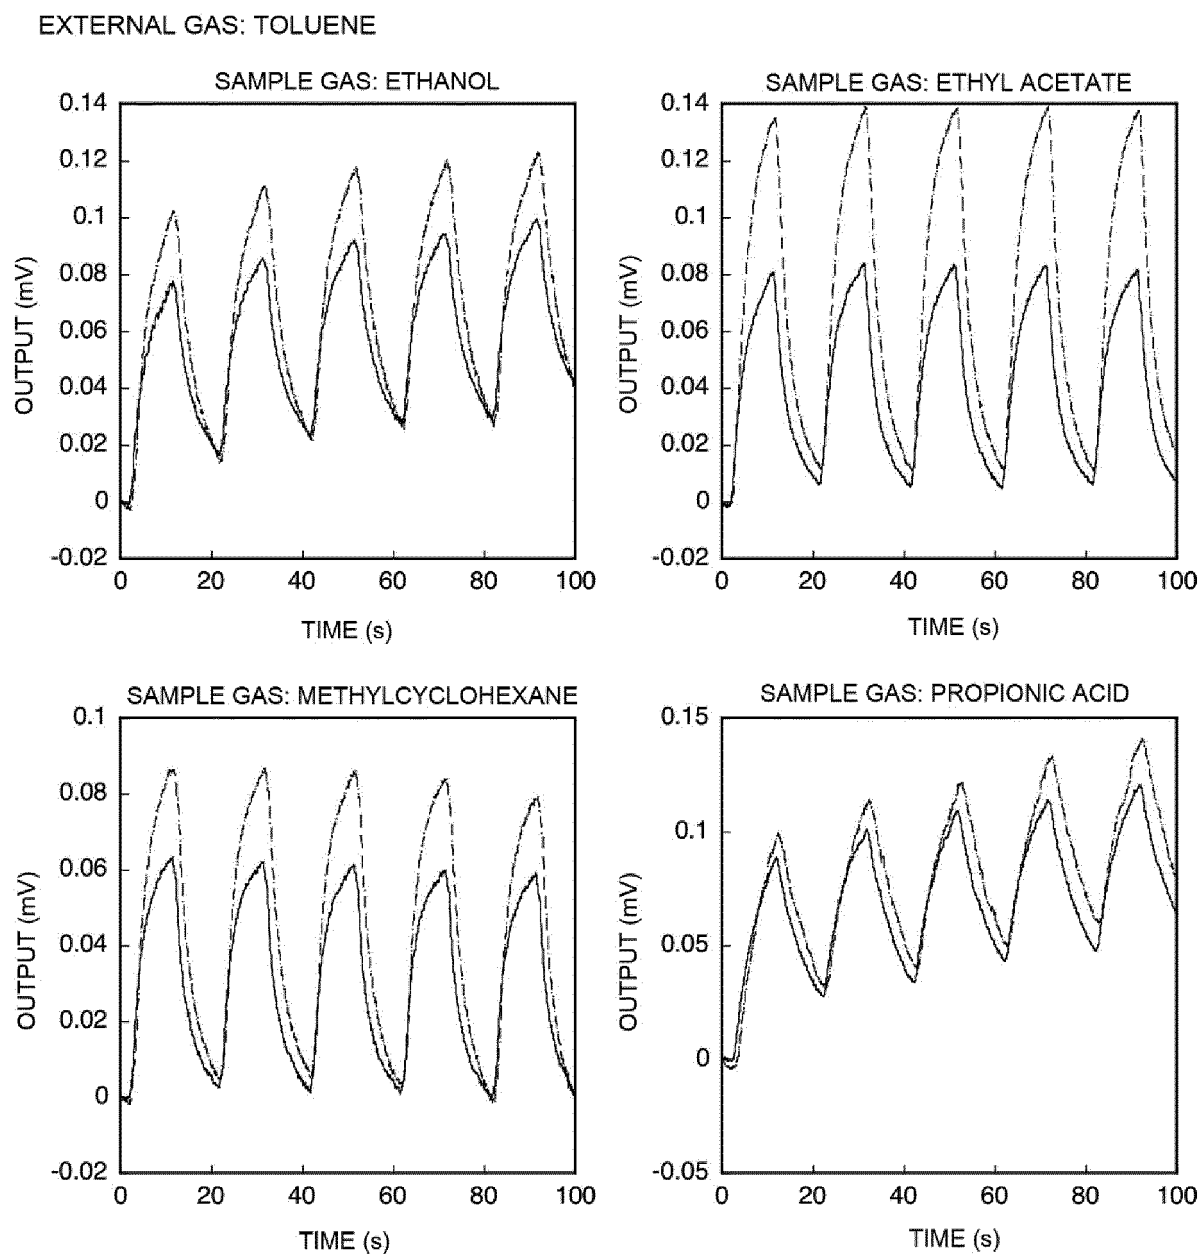 EXTERNAL GAS: TOLUENE
SAMPLE GAS: ETHANOL
0.14
0.12
0.1
0.08
0.06
0.04
0.02
0
-0.02
OUTPUT (mV)
0 20 40 60 80 100
TIME (s)
SAMPLE GAS: ETHYL ACETATE
0.14
0.12
0.1
0.08
0.06
0.04
0.02
0
-0.02
OUTPUT (mV)
0 20 40 60 80 100
TIME (s)
SAMPLE GAS: METHYLCYCLOHEXANE
0.1
0.08
0.06
0.04
0.02
0
-0.02
OUTPUT (mV)
0 20 40 60 80 100
TIME (s)
SAMPLE GAS: PROPIONIC ACID
0.15
0.1
0.05
0
-0.05
OUTPUT (mV)
0 20 40 60 80 100
TIME (s)